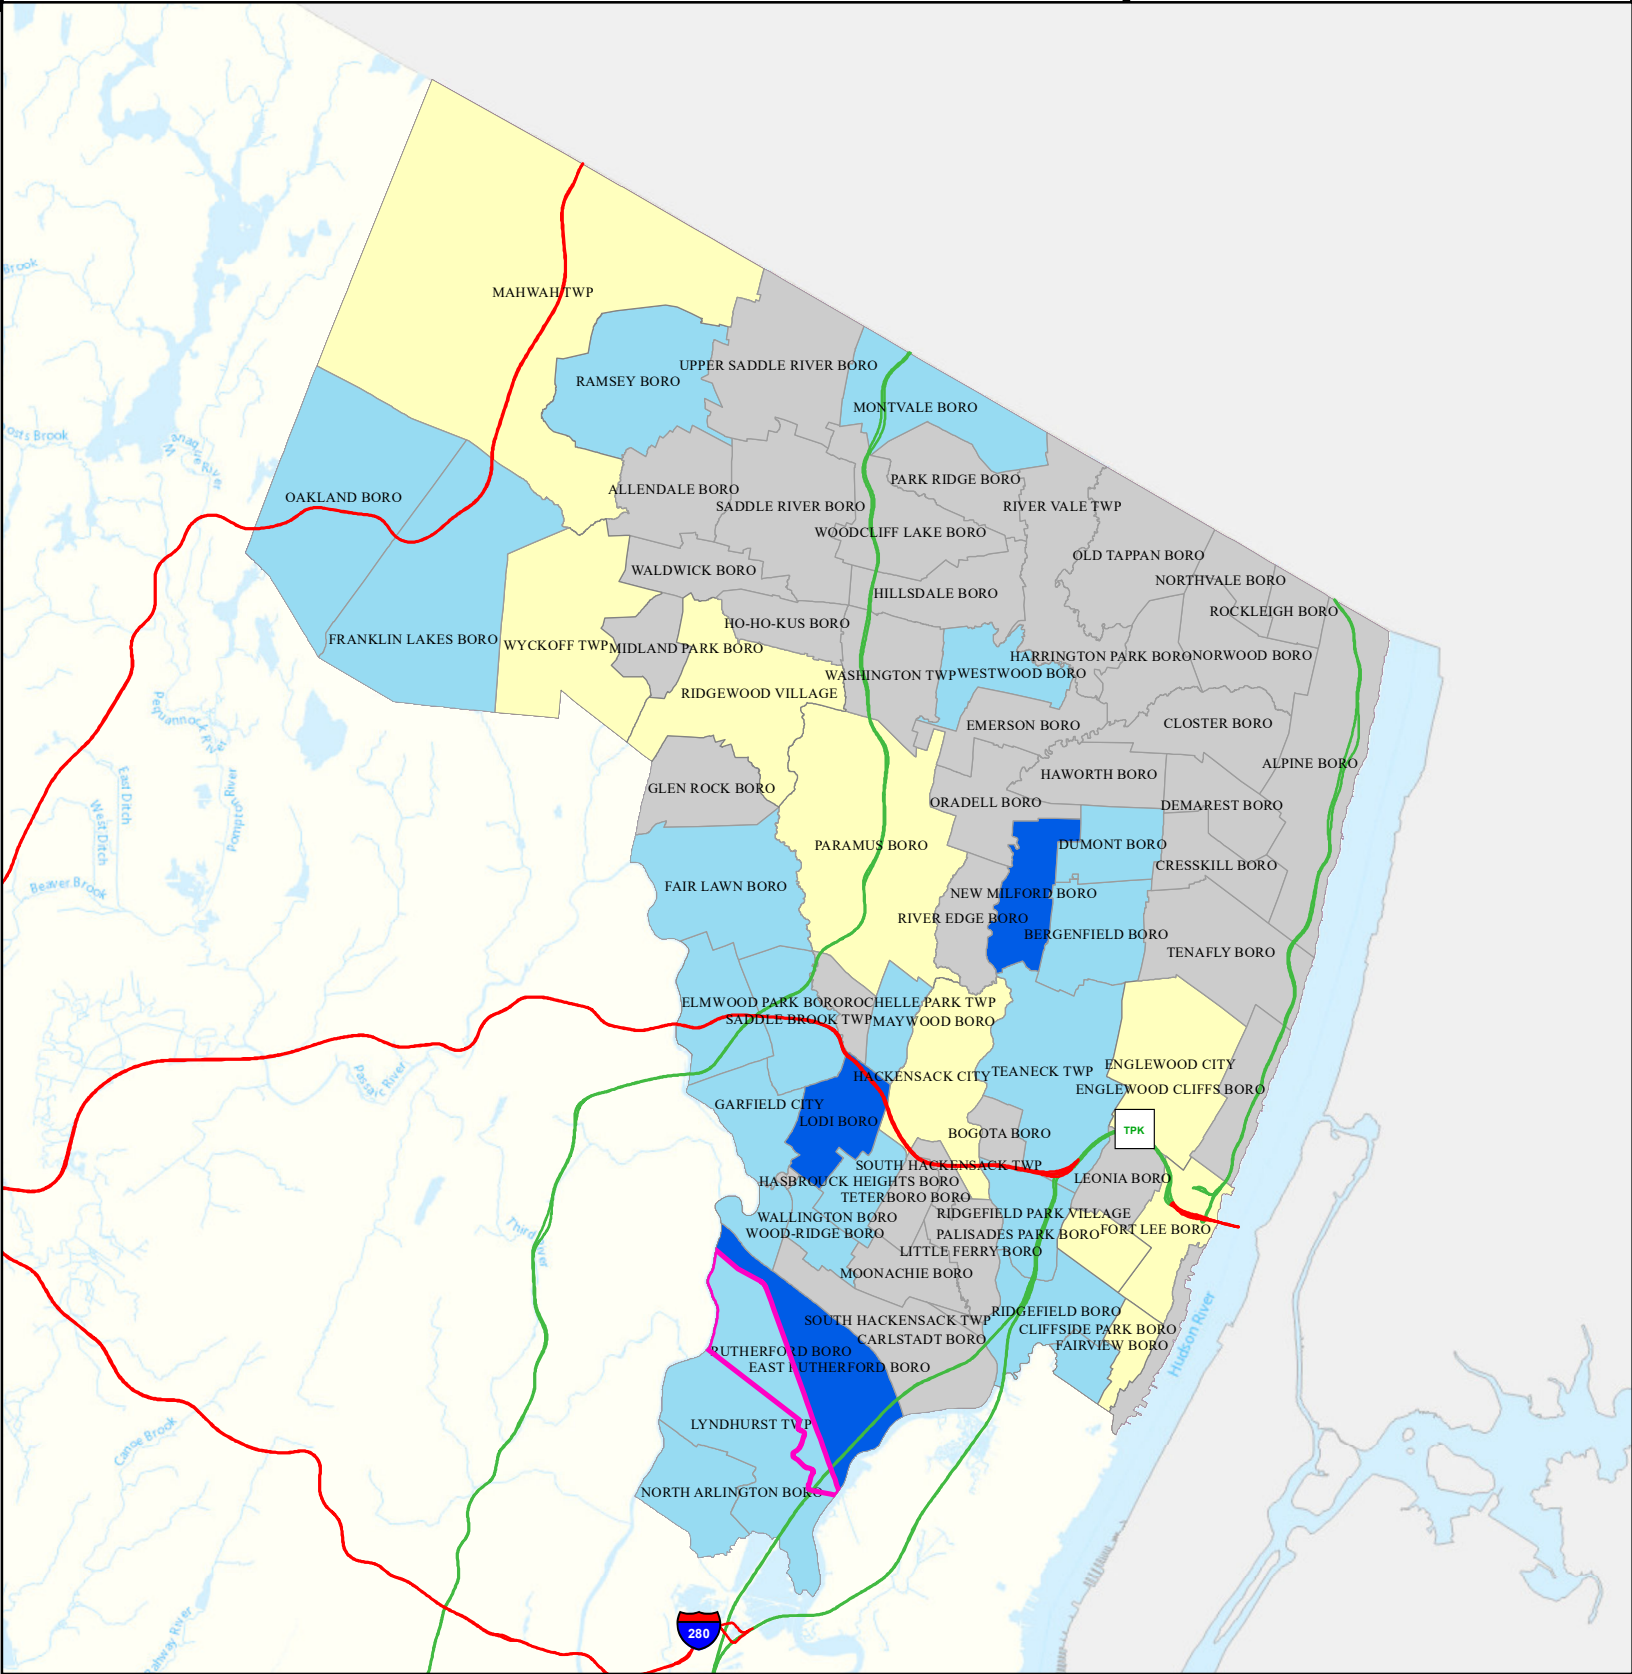 MAHWAH TWP
UPPER SADDLE RIVER BORO
RAMSEY BORO
MONTVALE BORO
PARK RIDGE BORO
ALLENDALE BORO
OAKLAND BORO
SADDLE RIVER BORO
RIVER VALE TWP
WOODCLIFF LAKE BORO
OLD TAPPAN BORO
WALDWICK BORO
NORTHVALE BORO
HILLSDALE BORO
ROCKLEIGH BORO
HO-HO-KUS BORO
FRANKLIN LAKES BORO
WYCKOFF TWP
MIDLAND PARK BORO
HARRINGTON PARK BORO
NORWOOD BORO
WASHINGTON TWP
WESTWOOD BORO
RIDGEWOOD VILLAGE
EMERSON BORO
CLOSTER BORO
ALPINE BORO
HAWORTH BORO
GLEN ROCK BORO
ORADELL BORO
DEMAREST BORO
PARAMUS BORO
DUMONT BORO
CRESSKILL BORO
FAIR LAWN BORO
NEW MILFORD BORO
RIVER EDGE BORO
BERGENFIELD BORO
TENAFLY BORO
ELMWOOD PARK BORO
ROCHELLE PARK TWP
SADDLE BROOK TWP
MAYWOOD BORO
ENGLEWOOD CITY
TEANECK TWP
HACKENSACK CITY
ENGLEWOOD CLIFFS BORO
GARFIELD CITY
LODI BORO
TPK
BOGOTA BORO
SOUTH HACKENSACK TWP
LEONIA BORO
HASBROUCK HEIGHTS BORO
TETERBORO BORO
RIDGEFIELD PARK VILLAGE
WALLINGTON BORO
FORT LEE BORO
WOOD-RIDGE BORO
PALISADES PARK BORO
LITTLE FERRY BORO
MOONACHIE BORO
RIDGEFIELD BORO
SOUTH HACKENSACK TWP
CLIFFSIDE PARK BORO
CARLSTADT BORO
FAIRVIEW BORO
RUTHERFORD BORO
EAST RUTHERFORD BORO
LYNDHURST TWP
NORTH ARLINGTON BORO
280
Brook
osts Brook
Pequannock River
East Ditch
West Ditch
Pompton River
Beaver Brook
Passaic River
Third River
Canoe Brook
ahway River
Hudson River